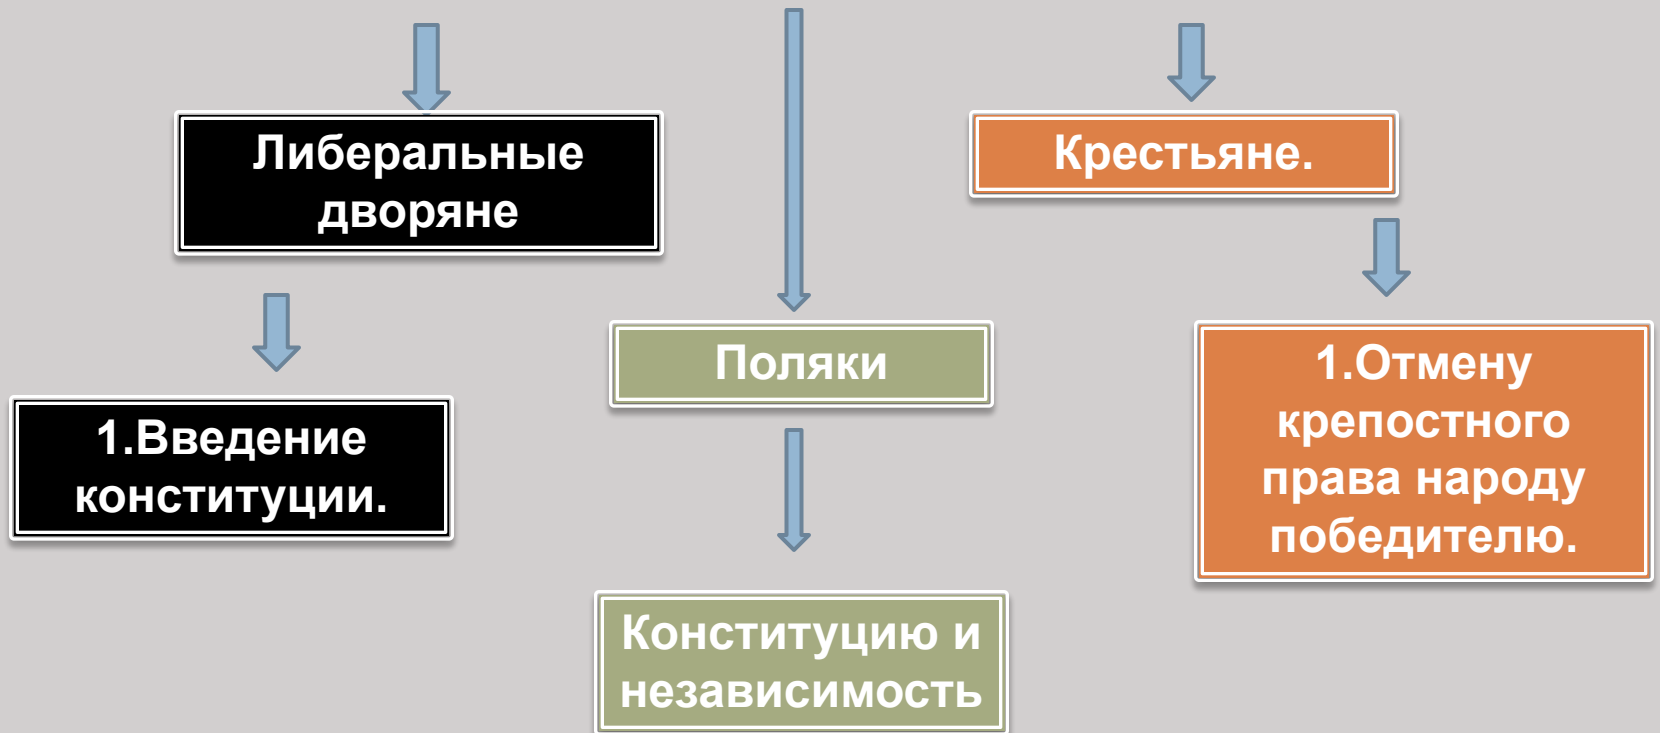 Либеральные
дворяне
Крестьяне.
Поляки
1.Введение
конституции.
1.Отмену
крепостного
права народу
победителю.
Конституцию и
независимость